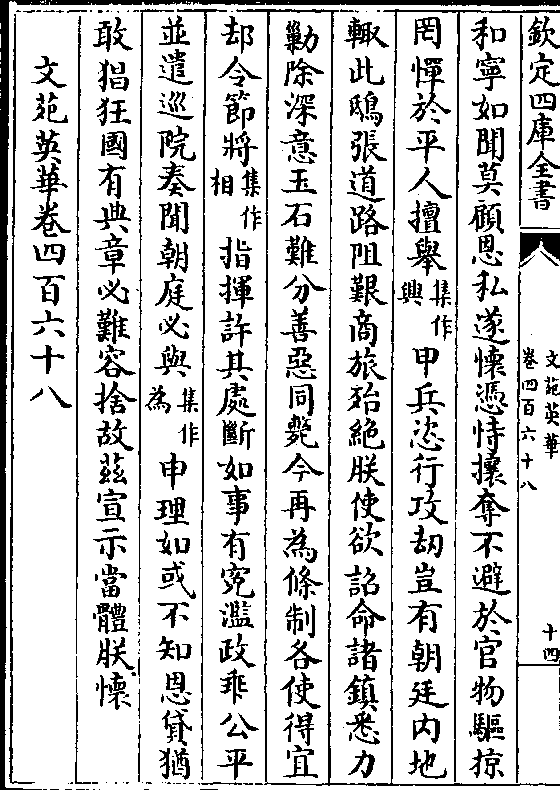 欽定四庫全書
文苑英華
卷四百六十八
十四
和寧如聞莫顧恩私遂懷憑恃攘奪不避於官物驅掠
罔憚於平人擅舉集作興甲兵恣行攻劫豈有朝廷内地
輙此鴟張道路阻艱商旅殆絶朕使欲詔命諸鎮悉力
勦除深意玉石難分善惡同斃今再為條制各使得宜
却令節將集作相指揮許其處斷如事有寃濫政乖公平
並遣巡院奏聞朝庭必與集作為申理如或不知恩貸猶
敢猖狂國有典章必難容捨故茲宣示當體朕懷
文苑英華卷四百六十八